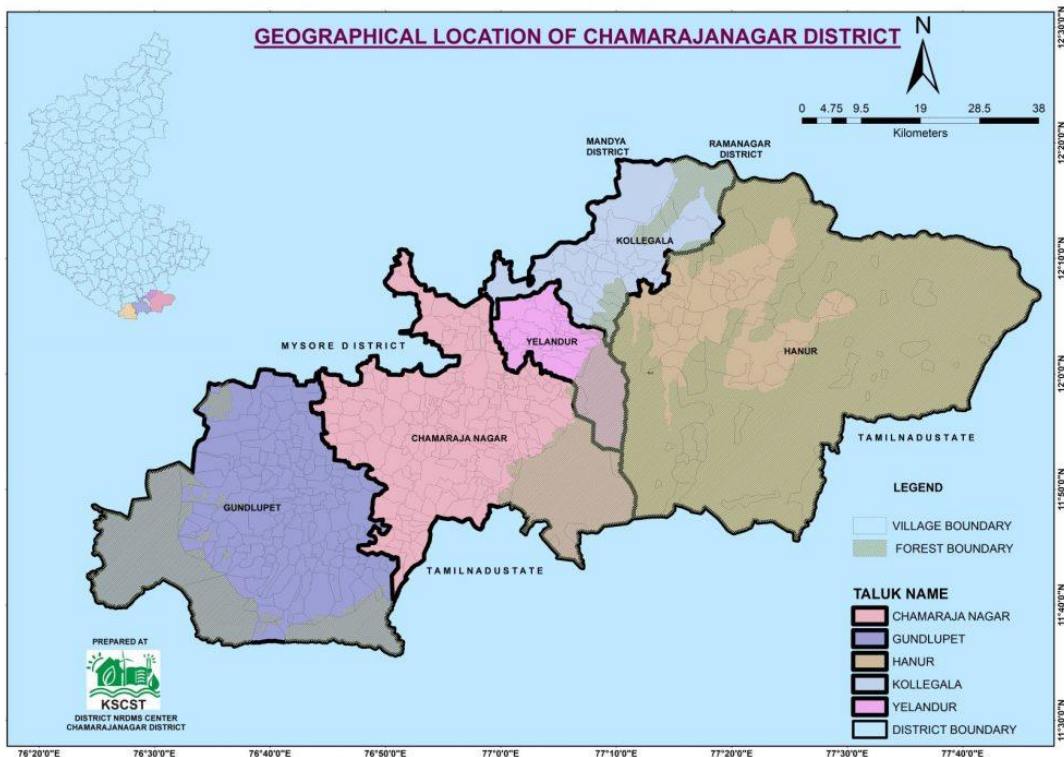 GEOGRAPHICAL LOCATION OF CHAMARAJANAGAR DISTRICT
N
0 4.75 9.5 19 28.5 38
Kilometers
MANDYA
DISTRICT
RAMANAGAR
DISTRICT
KOLLEGALA
MYSORE DISTRICT
YELANDUR
HANUR
CHAMARAJA NAGAR
TAMILNADUSTATE
GUNDLUPET
TAMILNADUSTATE
LEGEND
VILLAGE BOUNDARY
FOREST BOUNDARY
TALUK NAME
CHAMARAJA NAGAR
GUNDLUPET
HANUR
KOLLEGALA
YELANDUR
DISTRICT BOUNDARY
PREPARED AT
KSCST
DISTRICT NRDMS CENTER
CHAMARAJANAGAR DISTRICT
12°30'0"N
12°20'0"N
12°10'0"N
12°0'0"N
11°50'0"N
11°40'0"N
11°30'0"N
76°20'0"E 76°30'0"E 76°40'0"E 76°50'0"E 77°0'0"E 77°10'0"E 77°20'0"E 77°30'0"E 77°40'0"E